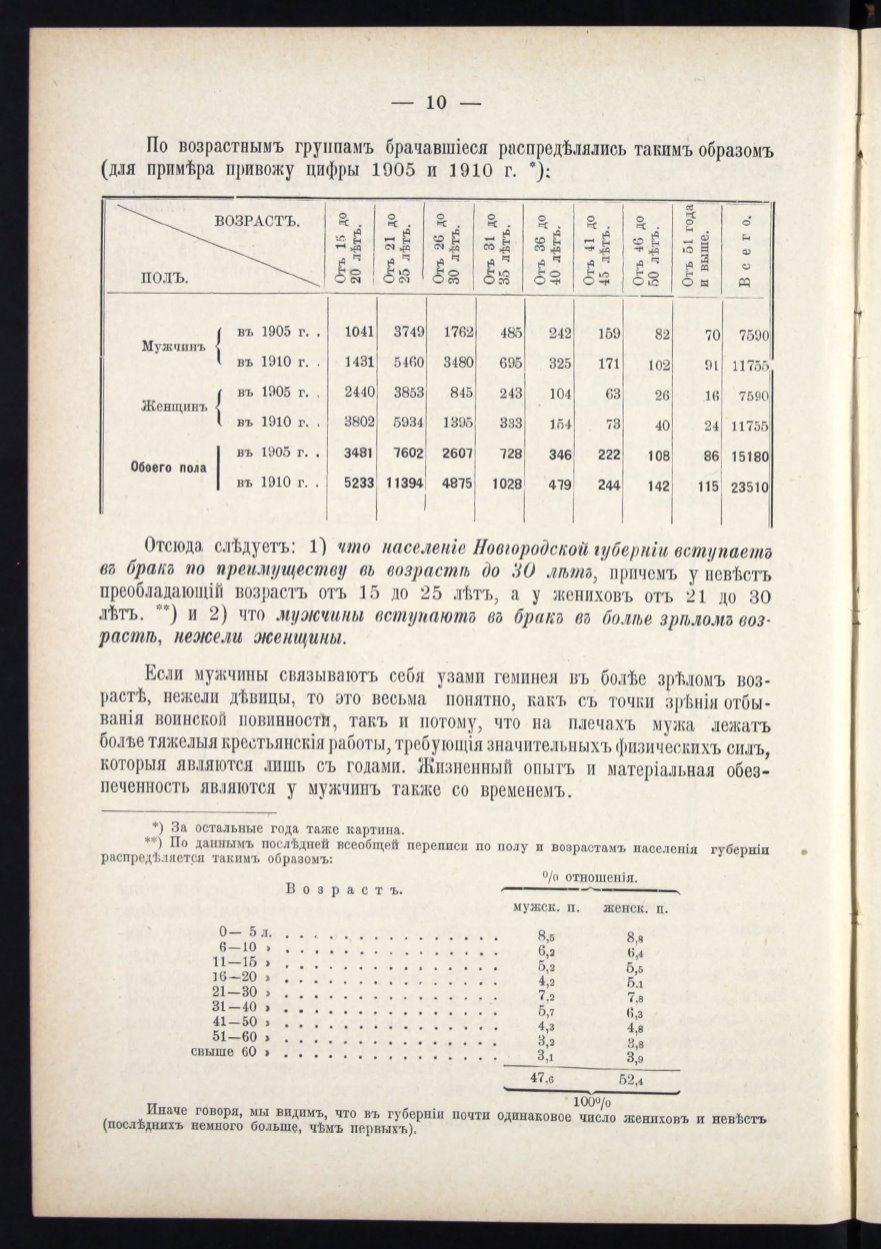 — 10 —
По возрастнымъ группамъ брачавшіеся распредѣлялись такимъ образомъ
(для примѣра привожу цифры 1905 и 1910 г. *):
ВОЗРАСТЪ. ПОЛЪ. Отъ 15 до 20 лѣтъ. Отъ 21 до 25 лѣтъ. Отъ 26 до 30 лѣтъ. Отъ 31 до 35 лѣтъ. Отъ 36 до 40 лѣтъ. Отъ 41 до 45 лѣтъ. Отъ 46 до 50 лѣтъ. Отъ 51 года и выше. Всего.
Мужчинъ { въ 1905 г. . 1041 3749 1762 485 242 159 82 70 7590
въ 1910 г. . 1431 5460 3480 695 325 171 102 91 11755
Женщинъ { въ 1905 г. . 2440 3853 845 243 104 63 26 16 7590
въ 1910 г. . 3802 5934 1395 333 154 73 40 24 11755
Обоего пола въ 1905 г. . 3481 7602 2607 728 346 222 108 86 15180
въ 1910 г. . 5233 11394 4875 1028 479 244 142 115 23510
Отсюда слѣдуетъ: 1) что населеніе Новгородской губерніи вступаетъ
въ бракъ по преимуществу въ возрастѣ до 30 лѣтъ, причемъ у невѣстъ
преобладающій возрастъ отъ 15 до 25 лѣтъ, а у жениховъ отъ 21 до 30
лѣтъ. **) и 2) что мужчины вступаютъ въ бракъ въ болѣе зрѣломъ воз-
растѣ, нежели женщины.
Если мужчины связываютъ себя узами геминея въ болѣе зрѣломъ воз-
растѣ, нежели дѣвицы, то это весьма понятно, какъ съ точки зрѣнія отбы-
ванія воинской повинности, такъ и потому, что на плечахъ мужа лежатъ
болѣе тяжелыя крестьянскія работы, требующія значительныхъ физическихъ силъ,
которыя являются лишь съ годами. Жизненный опытъ и матеріальная обез-
печенность являются у мужчинъ также со временемъ.
*) За остальные года таже картина.
**) По даннымъ послѣдней всеобщей переписи по полу и возрастамъ населенія губерніи
распредѣляется такимъ образомъ:
Возрастъ. % отношенія.
мужск. п. женск. п.
0— 5 л. . . . . . . . . . . . . . . . 8,5 8,8
6—10 » . . . . . . . . . . . . . . . 6,2 6,4
11—15 » . . . . . . . . . . . . . . . 5,2 5,5
16—20 » . . . . . . . . . . . . . . . 4,2 5.1
21—30 » . . . . . . . . . . . . . . . 7,2 7,8
31—40 » . . . . . . . . . . . . . . . 5,7 6,3
41—50 » . . . . . . . . . . . . . . . 4,3 4,8
51—60 » . . . . . . . . . . . . . . . 3,2 3,8
свыше 60 » . . . . . . . . . . . . . . . 3,1 3,9
47,6 52,4
100%
Иначе говоря, мы видимъ, что въ губерніи почти одинаковое число жениховъ и невѣстъ
(послѣднихъ немного больше, чѣмъ первыхъ).